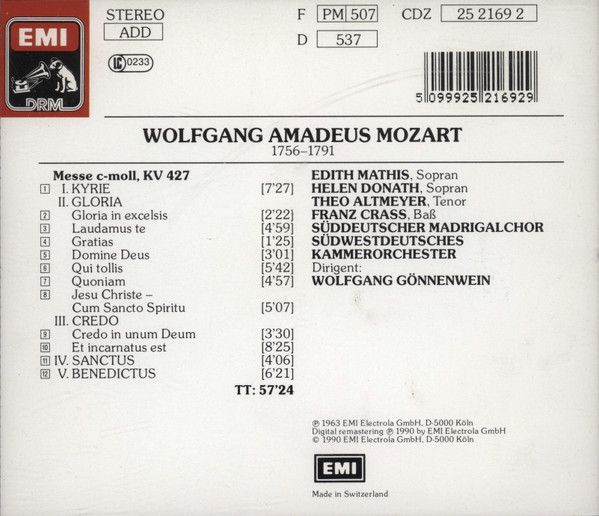 EMI
DRM
STEREO
ADD
LC 0233
F PM 507 CDZ 25 2169 2
D 537
5 099925 216929
WOLFGANG AMADEUS MOZART
1756–1791
Messe c-moll, KV 427
1 I. KYRIE [7'27]
II. GLORIA
2 Gloria in excelsis [2'22]
3 Laudamus te [4'59]
4 Gratias [1'25]
5 Domine Deus [3'01]
6 Qui tollis [5'42]
7 Quoniam [4'57]
8 Jesu Christe –
Cum Sancto Spiritu [5'07]
III. CREDO
9 Credo in unum Deum [3'30]
10 Et incarnatus est [8'25]
11 IV. SANCTUS [4'06]
12 V. BENEDICTUS [6'21]
TT: 57'24
EDITH MATHIS, Sopran
HELEN DONATH, Sopran
THEO ALTMEYER, Tenor
FRANZ CRASS, Baß
SÜDDEUTSCHER MADRIGALCHOR
SÜDWESTDEUTSCHES
KAMMERORCHESTER
Dirigent:
WOLFGANG GÖNNENWEIN
℗ 1963 EMI Electrola GmbH, D-5000 Köln
Digital remastering ℗ 1990 by EMI Electrola GmbH
© 1990 EMI Electrola GmbH, D-5000 Köln
EMI
Made in Switzerland